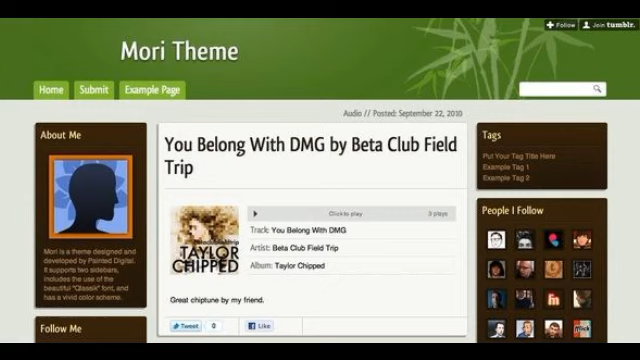 Follow
Join tumblr.
Mori Theme
Home
Submit
Example Page
Audio // Posted: September 22, 2010
About Me
Mori is a theme designed and
developed by Painted Digital.
It supports two sidebars,
includes the use of the
beautiful "Qlassik" font, and
has a vivid color scheme.
Follow Me
You Belong With DMG by Beta Club Field
Trip
TAYLOR
CHIPPED
Click to play
3 plays
Track: You Belong With DMG
Artist: Beta Club Field Trip
Album: Taylor Chipped
Great chiptune by my friend.
Tweet
0
Like
Tags
Put Your Tag Title Here
Example Tag 1
Example Tag 2
People I Follow